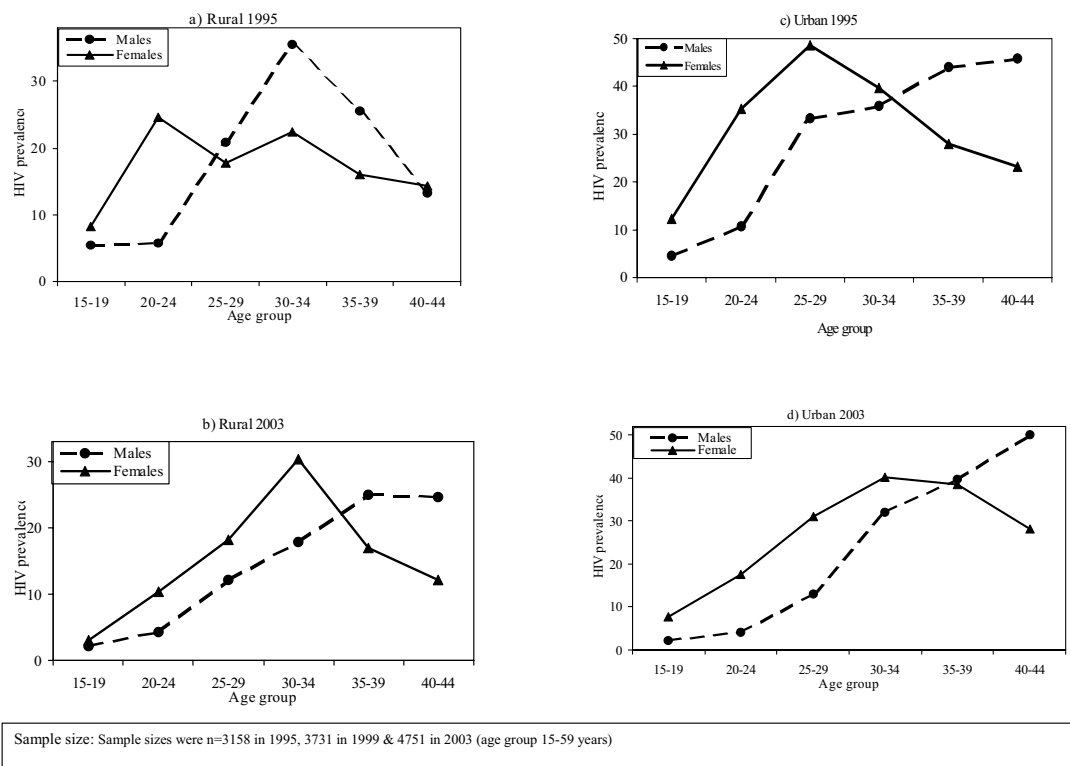 a) Rural 1995
Males
Females
HIV prevalenc
30
20
10
0
15-19 20-24 25-29 30-34 35-39 40-44
Age group
c) Urban 1995
Males
Females
HIV prevalenc
50
40
30
20
10
0
15-19 20-24 25-29 30-34 35-39 40-44
Age group
b) Rural 2003
Males
Females
HIV prevalenc
30
20
10
0
15-19 20-24 25-29 30-34 35-39 40-44
Age group
d) Urban 2003
Males
Female
HIV prevalenc
50
40
30
20
10
0
15-19 20-24 25-29 30-34 35-39 40-44
Age group
Sample size: Sample sizes were n=3158 in 1995, 3731 in 1999 & 4751 in 2003 (age group 15-59 years)